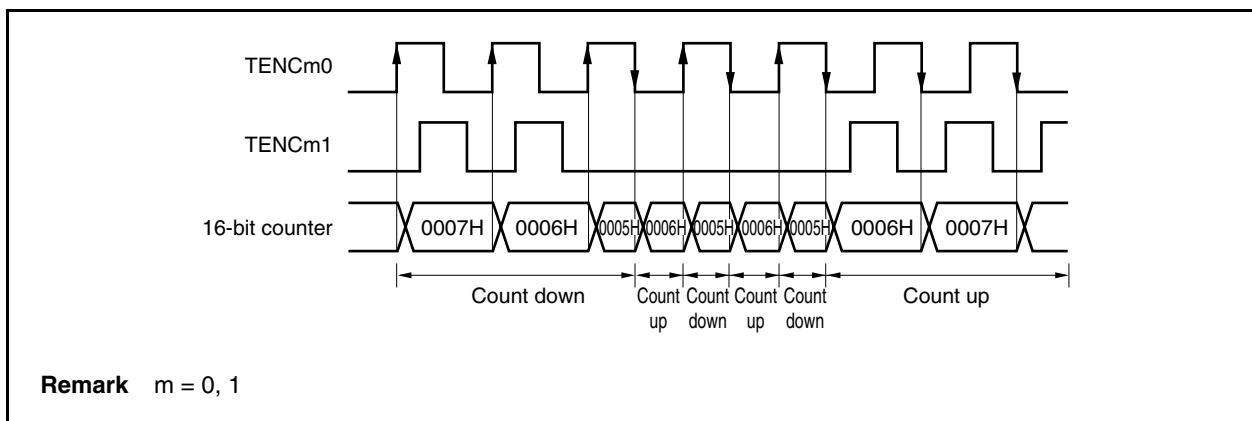 TENCm0
TENCm1
16-bit counter
0007H
0006H
0005H
0006H
0005H
0006H
0005H
0006H
0007H
Count down
Count up
Count down
Count up
Count down
Count up
Remark m = 0, 1